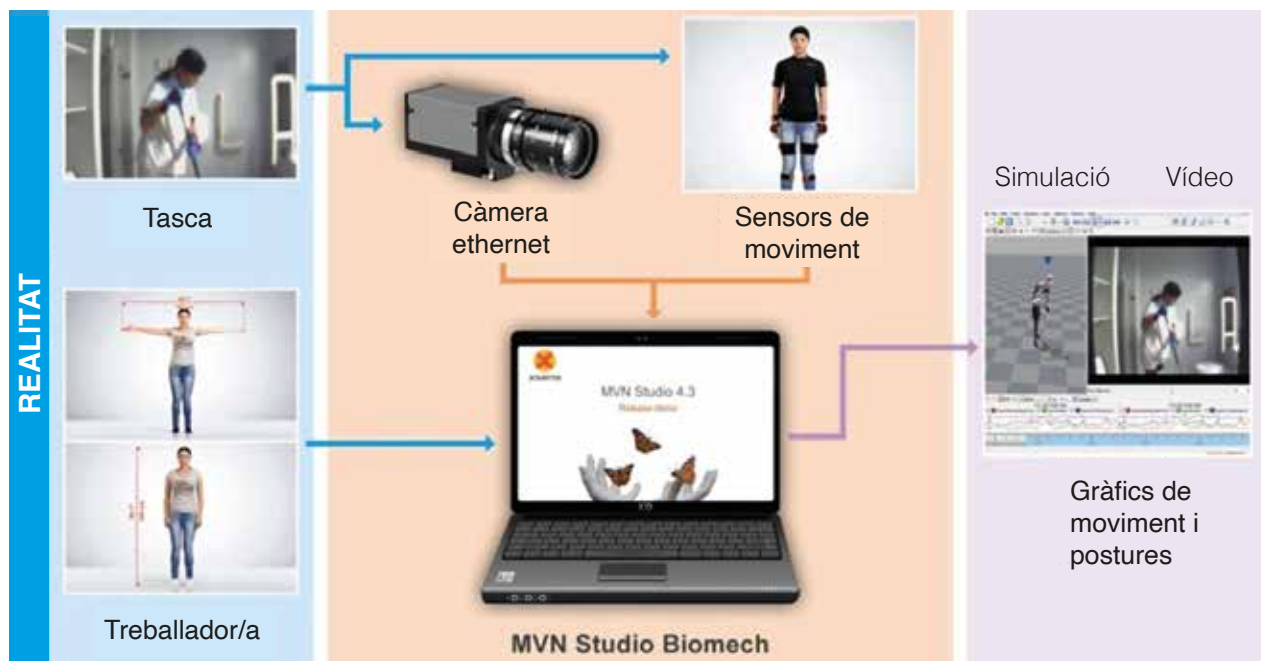 REALITAT
Tasca
Càmera
ethernet
Sensors de
moviment
Simulació
Vídeo
MVN Studio 4.3
Treballador/a
MVN Studio Biomech
Gràfics de
moviment i
postures